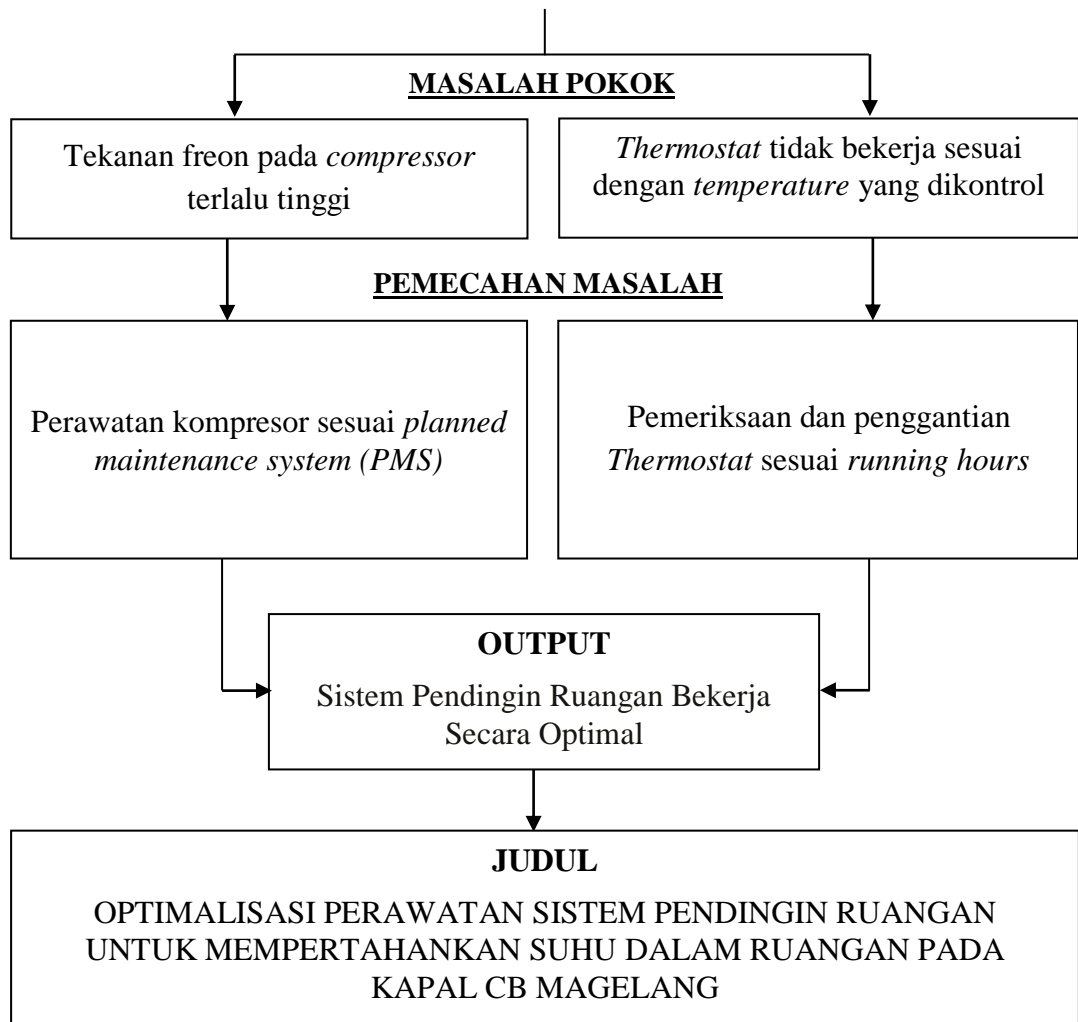 MASALAH POKOK
Tekanan freon pada compressor
terlalu tinggi
Thermostat tidak bekerja sesuai
dengan temperature yang dikontrol
PEMECAHAN MASALAH
Perawatan kompresor sesuai planned
maintenance system (PMS)
Pemeriksaan dan penggantian
Thermostat sesuai running hours
OUTPUT
Sistem Pendingin Ruangan Bekerja
Secara Optimal
JUDUL
OPTIMALISASI PERAWATAN SISTEM PENDINGIN RUANGAN
UNTUK MEMPERTAHANKAN SUHU DALAM RUANGAN PADA
KAPAL CB MAGELANG